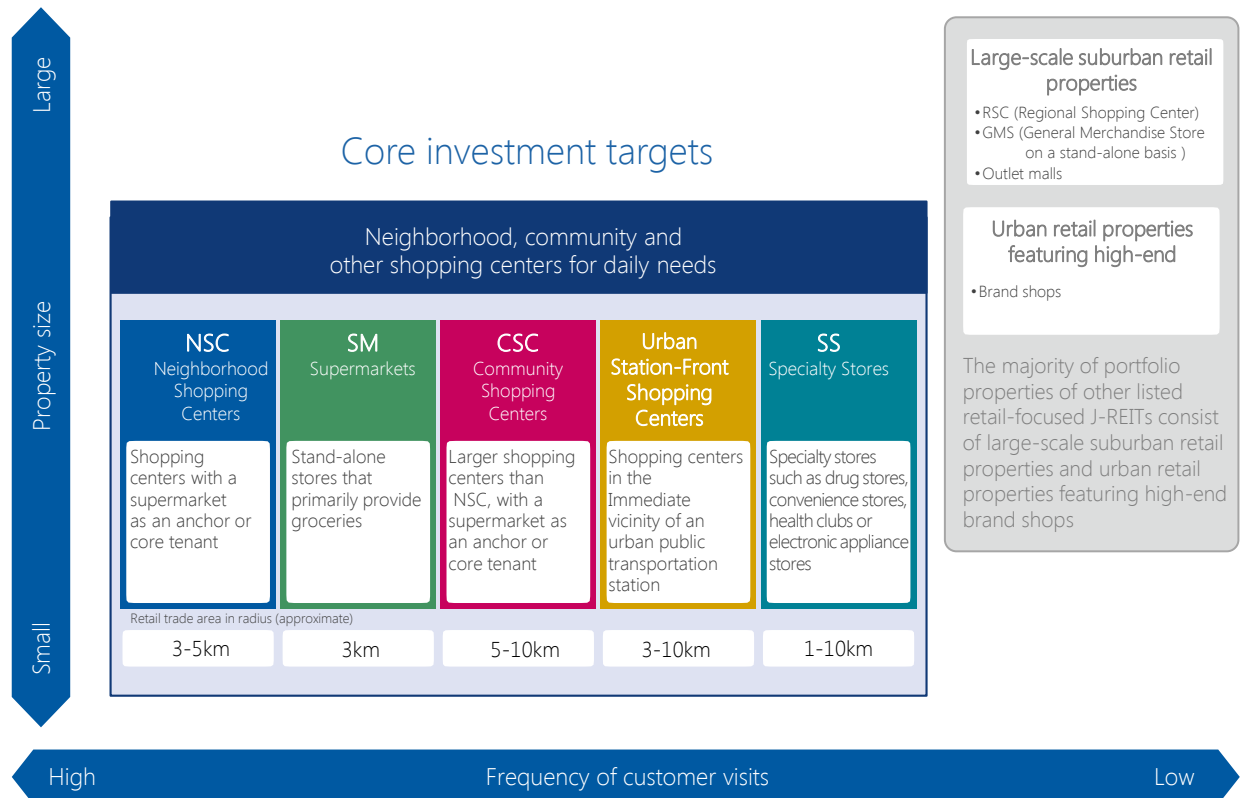 Large
Property size
Small
Core investment targets
Neighborhood, community and
other shopping centers for daily needs
NSC
Neighborhood
Shopping
Centers
Shopping
centers with a
supermarket
as an anchor or
core tenant
SM
Supermarkets
Stand-alone
stores that
primarily provide
groceries
CSC
Community
Shopping
Centers
Larger shopping
centers than
NSC, with a
supermarket as
an anchor or
core tenant
Urban
Station-Front
Shopping
Centers
Shopping centers
in the
Immediate
vicinity of an
urban public
transportation
station
SS
Specialty Stores
Specialty stores
such as drug stores,
convenience stores,
health clubs or
electronic appliance
stores
Retail trade area in radius (approximate)
3-5km
3km
5-10km
3-10km
1-10km
Large-scale suburban retail
properties
•RSC (Regional Shopping Center)
•GMS (General Merchandise Store
on a stand-alone basis )
•Outlet malls
Urban retail properties
featuring high-end
•Brand shops
The majority of portfolio
properties of other listed
retail-focused J-REITs consist
of large-scale suburban retail
properties and urban retail
properties featuring high-end
brand shops
High
Frequency of customer visits
Low